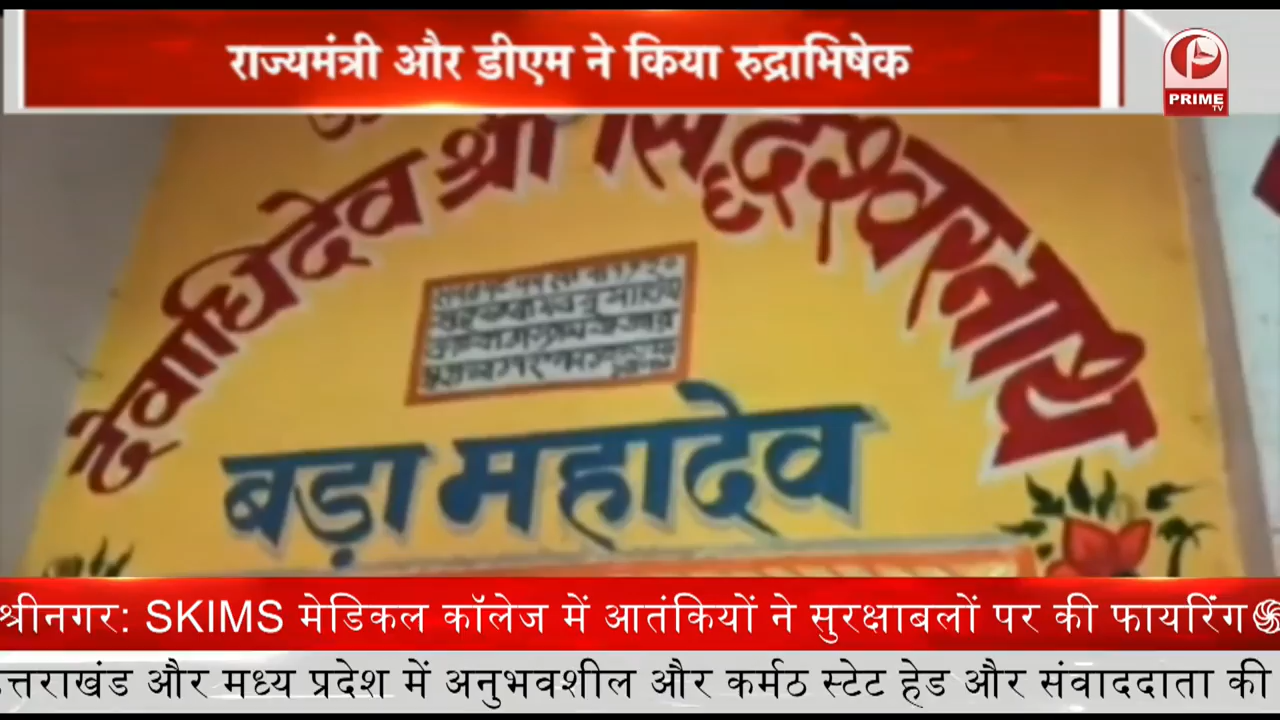 राज्यमंत्री और डीएम ने किया रुद्राभिषेक
PRIME
TV
देवाधिदेव श्री सिद्धेश्वरनाथ
बड़ा महादेव
श्रीनगर: SKIMS मेडिकल कॉलेज में आतंकियों ने सुरक्षाबलों पर की फायरिंग
त्तराखंड और मध्य प्रदेश में अनुभवशील और कर्मठ स्टेट हेड और संवाददाता की